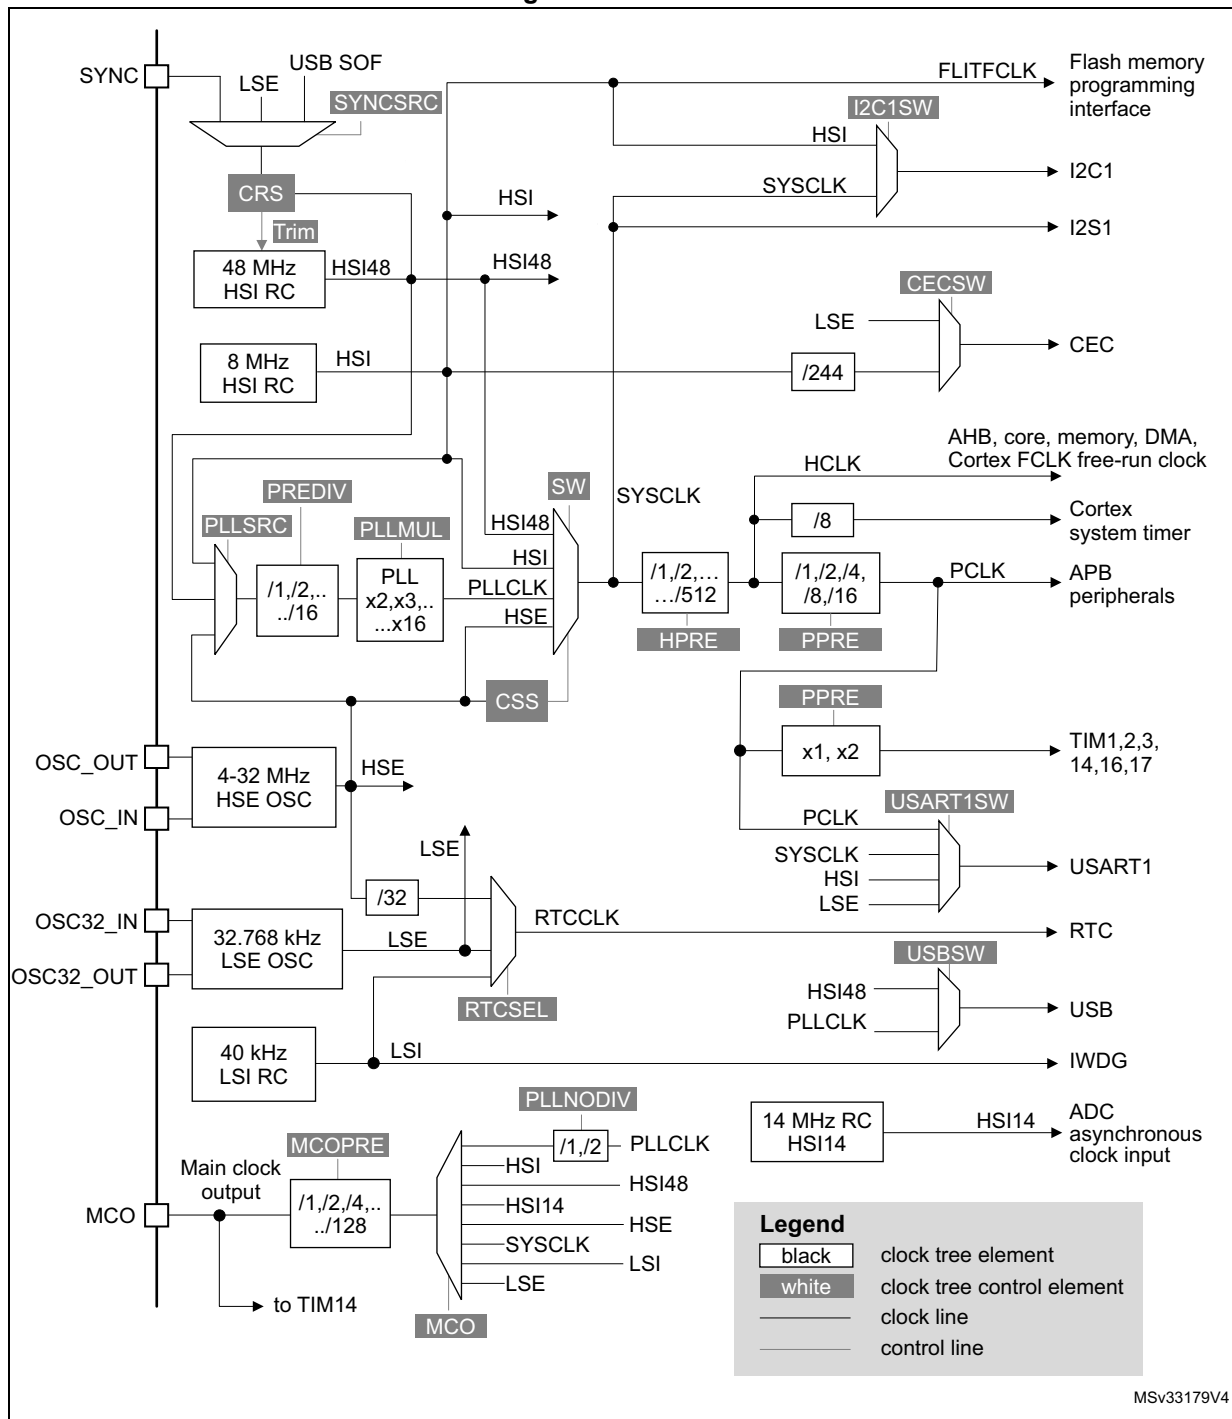 SYNC
USB SOF
LSE
SYNCSRC
CRS
Trim
48 MHz
HSI RC
HSI48
HSI
HSI48
8 MHz
HSI RC
HSI
FLITFCLK
Flash memory
programming
interface
I2C1SW
HSI
SYSCLK
I2C1
I2S1
CECSW
LSE
/244
CEC
AHB, core, memory, DMA,
Cortex FCLK free-run clock
HCLK
/8
Cortex
system timer
PLLSRC
PREDIV
/1,/2,..
../16
PLLMUL
PLL
x2,x3,..
...x16
SW
HSI48
HSI
PLLCLK
HSE
CSS
SYSCLK
/1,/2,...
.../512
HPRE
/1,/2,/4,
/8,/16
PPRE
PCLK
APB
peripherals
PPRE
x1, x2
TIM1,2,3,
14,16,17
OSC_OUT
OSC_IN
4-32 MHz
HSE OSC
HSE
USART1SW
PCLK
SYSCLK
HSI
LSE
USART1
LSE
/32
OSC32_IN
OSC32_OUT
32.768 kHz
LSE OSC
LSE
RTCCLK
RTC
RTCSEL
USBSW
HSI48
PLLCLK
USB
40 kHz
LSI RC
LSI
IWDG
PLLNODIV
/1,/2
PLLCLK
HSI
HSI48
HSI14
HSE
SYSCLK
LSI
LSE
MCO
14 MHz RC
HSI14
HSI14
ADC
asynchronous
clock input
MCOPRE
/1,/2,/4,..
../128
Main clock
output
MCO
to TIM14
Legend
black
clock tree element
white
clock tree control element
clock line
control line
MSv33179V4